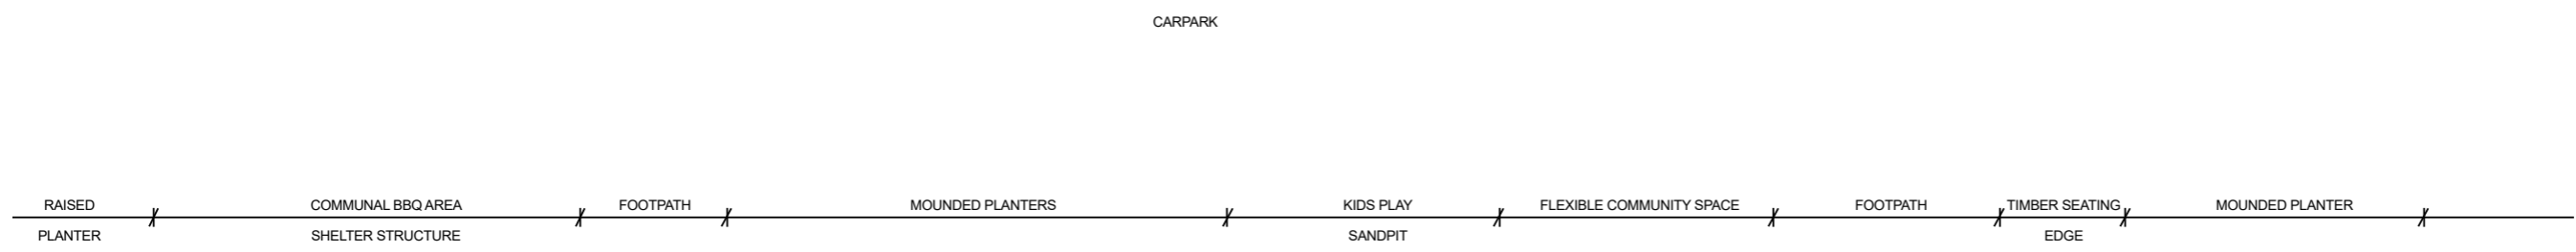 CARPARK
RAISED
PLANTER
COMMUNAL BBQ AREA
SHELTER STRUCTURE
FOOTPATH
MOUNDED PLANTERS
KIDS PLAY
SANDPIT
FLEXIBLE COMMUNITY SPACE
FOOTPATH
TIMBER SEATING
EDGE
MOUNDED PLANTER